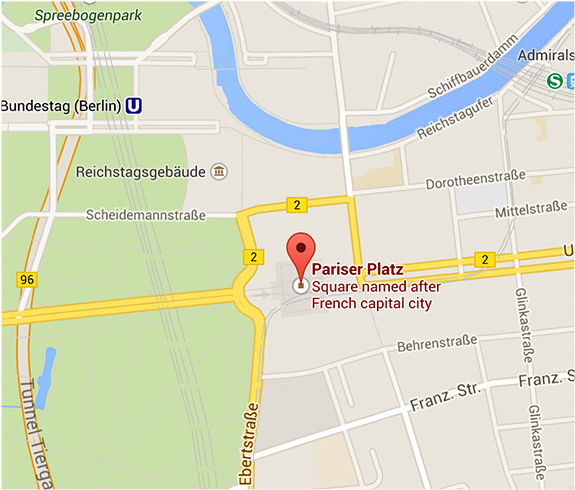 Spreebogenpark
Admirals
Schiffbauerdamm
S
Bundestag (Berlin) U
Reichstagufer
Reichstagsgebäude
Dorotheenstraße
2
Mittelstraße
Scheidemannstraße
2
2
U
96
Pariser Platz
Square named after
French capital city
Glinkastraße
Behrenstraße
Franz. Str.
Franz. S
Tunnel Tierga
Ebertstraße
Glinkastraße